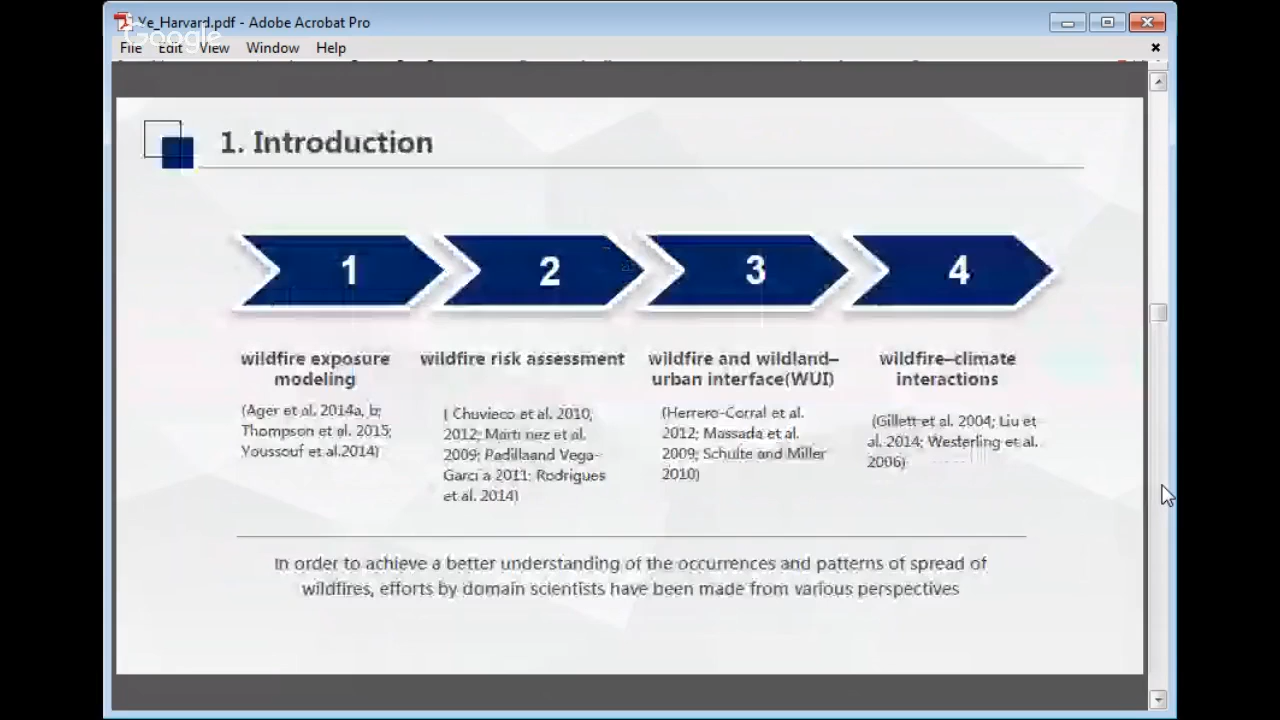 Ye_Harvard.pdf - Adobe Acrobat Pro
Google
File Edit View Window Help
1. Introduction
1
2
3
4
wildfire exposure
modeling
(Ager et al. 2014a, b;
Thompson et al. 2015;
Youssouf et al.2014)
wildfire risk assessment
( Chuvieco et al. 2010,
2012; Marti nez et al.
2009; Padillaand Vega-
Garci a 2011; Rodrigues
et al. 2014)
wildfire and wildland–
urban interface(WUI)
(Herrero-Corral et al.
2012; Massada et al.
2009; Schulte and Miller
2010)
wildfire–climate
interactions
(Gillett et al. 2004; Liu et
al. 2014; Westerling et al.
2006)
In order to achieve a better understanding of the occurrences and patterns of spread of
wildfires, efforts by domain scientists have been made from various perspectives